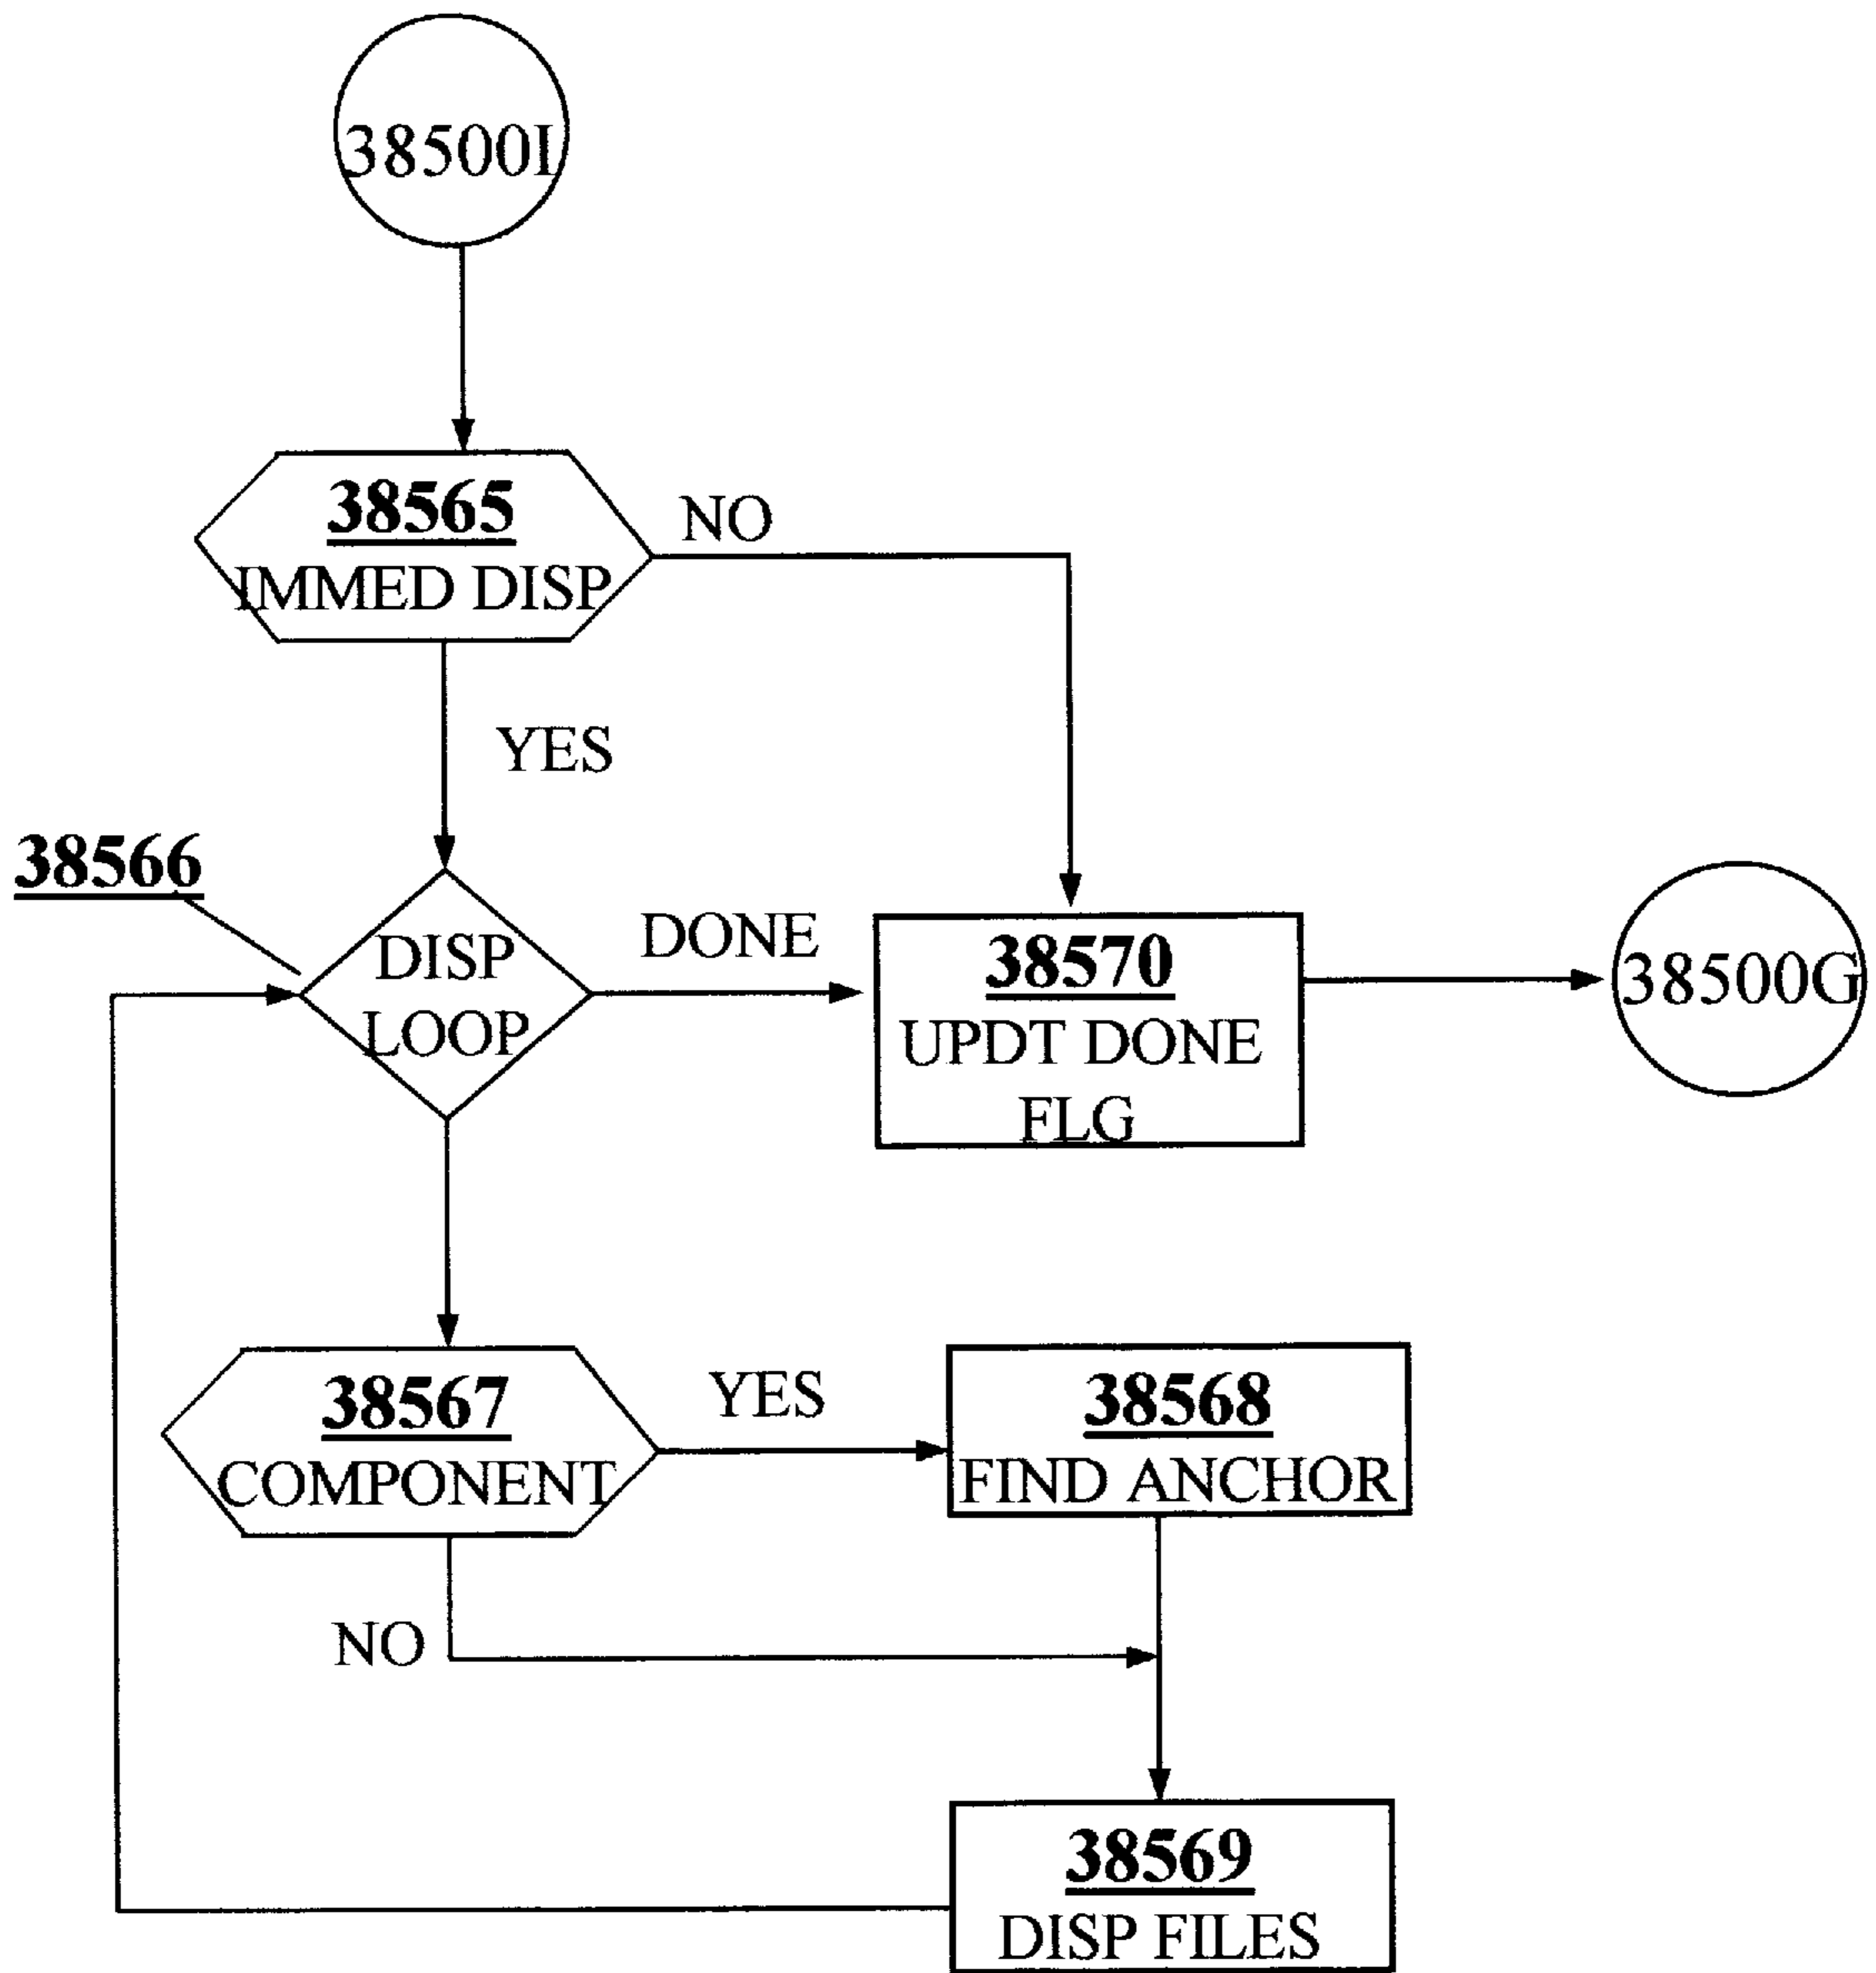 38500I
38565
IMMED DISP
NO
YES
38566
DISP
LOOP
DONE
38570
UPDT DONE
FLG
38500G
38567
COMPONENT
YES
38568
FIND ANCHOR
NO
38569
DISP FILES